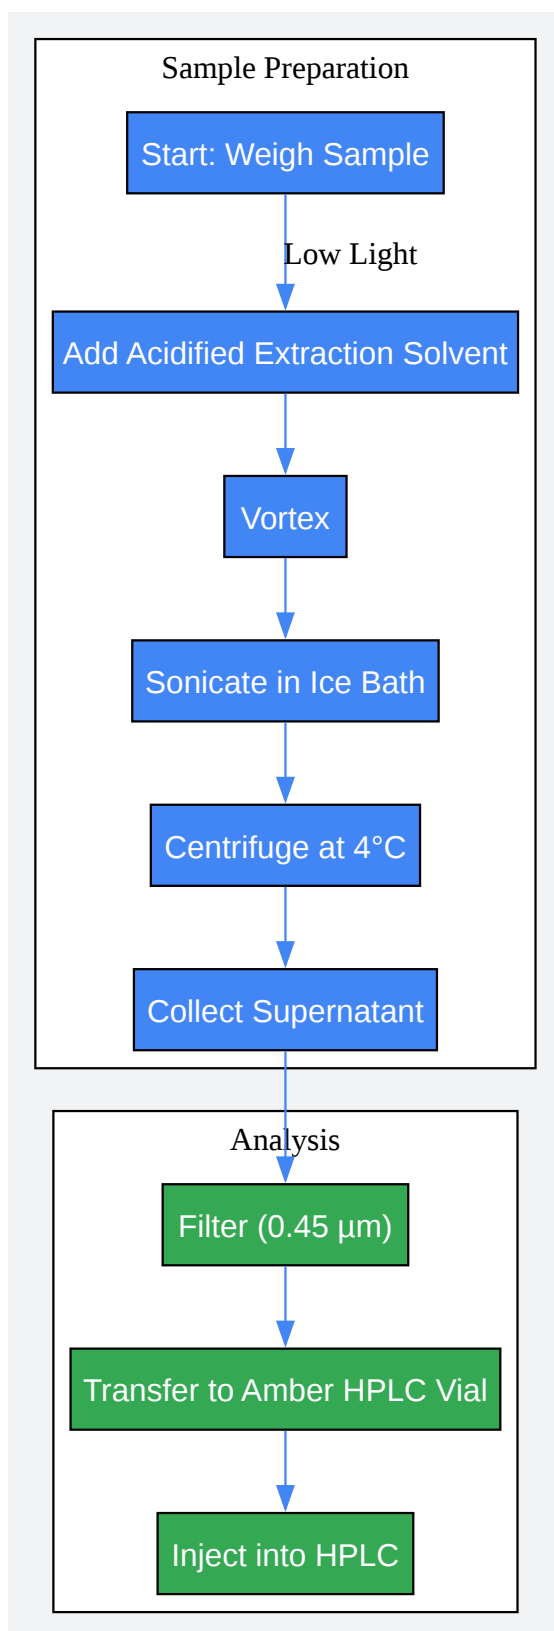 Sample Preparation
Start: Weigh Sample
Low Light
Add Acidified Extraction Solvent
Vortex
Sonicate in Ice Bath
Centrifuge at 4°C
Collect Supernatant
Analysis
Filter (0.45 µm)
Transfer to Amber HPLC Vial
Inject into HPLC